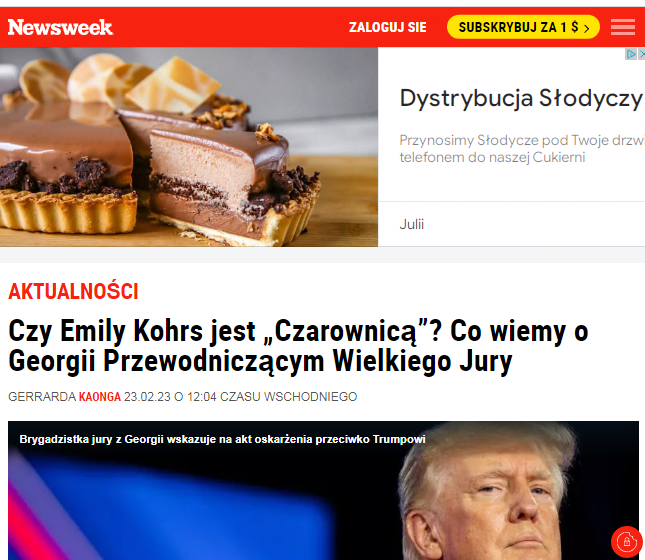 Newsweek
ZALOGUJ SIE
SUBSKRYBUJ ZA 1 $ >
Dystrybucja Słodyczy
Przynosimy Słodycze pod Twoje
telefonem do naszej Cukierni
Julii
AKTUALNOŚCI
Czy Emily Kohrs jest „Czarownicą”? Co wiemy o
Georgii Przewodniczącym Wielkiego Jury
GERRARDA KAONGA 23.02.23 O 12:04 CZASU WSCHODNIEGO
Brygadzistka jury z Georgii wskazuje na akt oskarżenia przeciwko Trumpowi